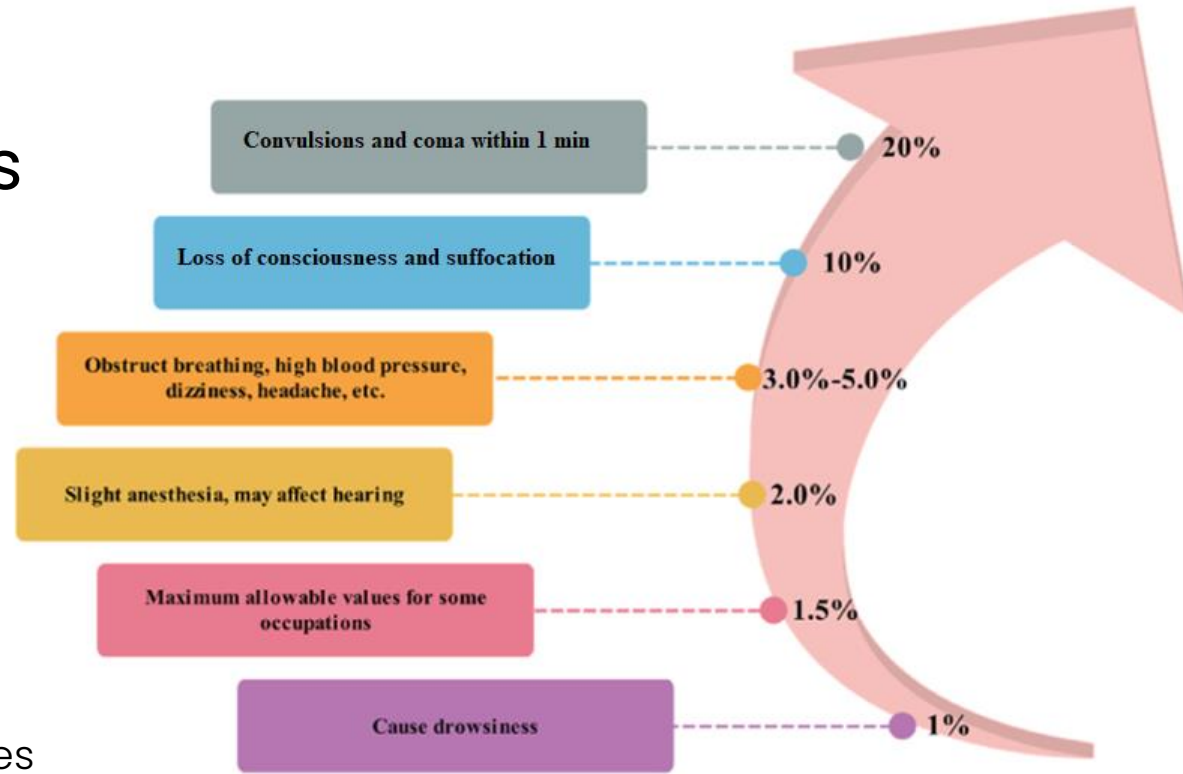 s
Convulsions and coma within 1 min
20%
Loss of consciousness and suffocation
10%
Obstruct breathing, high blood pressure,
dizziness, headache, etc.
3.0%-5.0%
Slight anesthesia, may affect hearing
2.0%
Maximum allowable values for some
occupations
1.5%
Cause drowsiness
1%
es